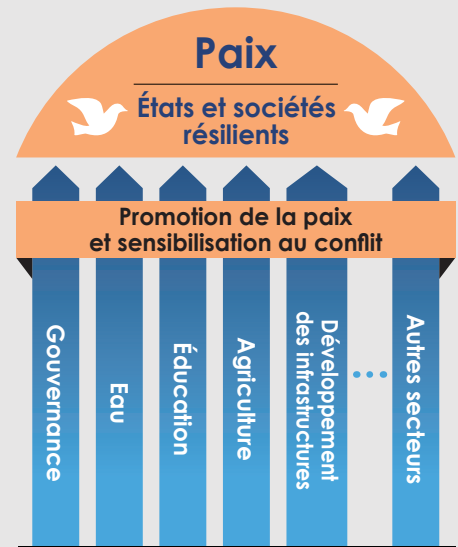 Paix
États et sociétés
résilients
Promotion de la paix
et sensibilisation au conflit
Gouvernance
Eau
Éducation
Agriculture
Développement
des infrastructures
Autres secteurs